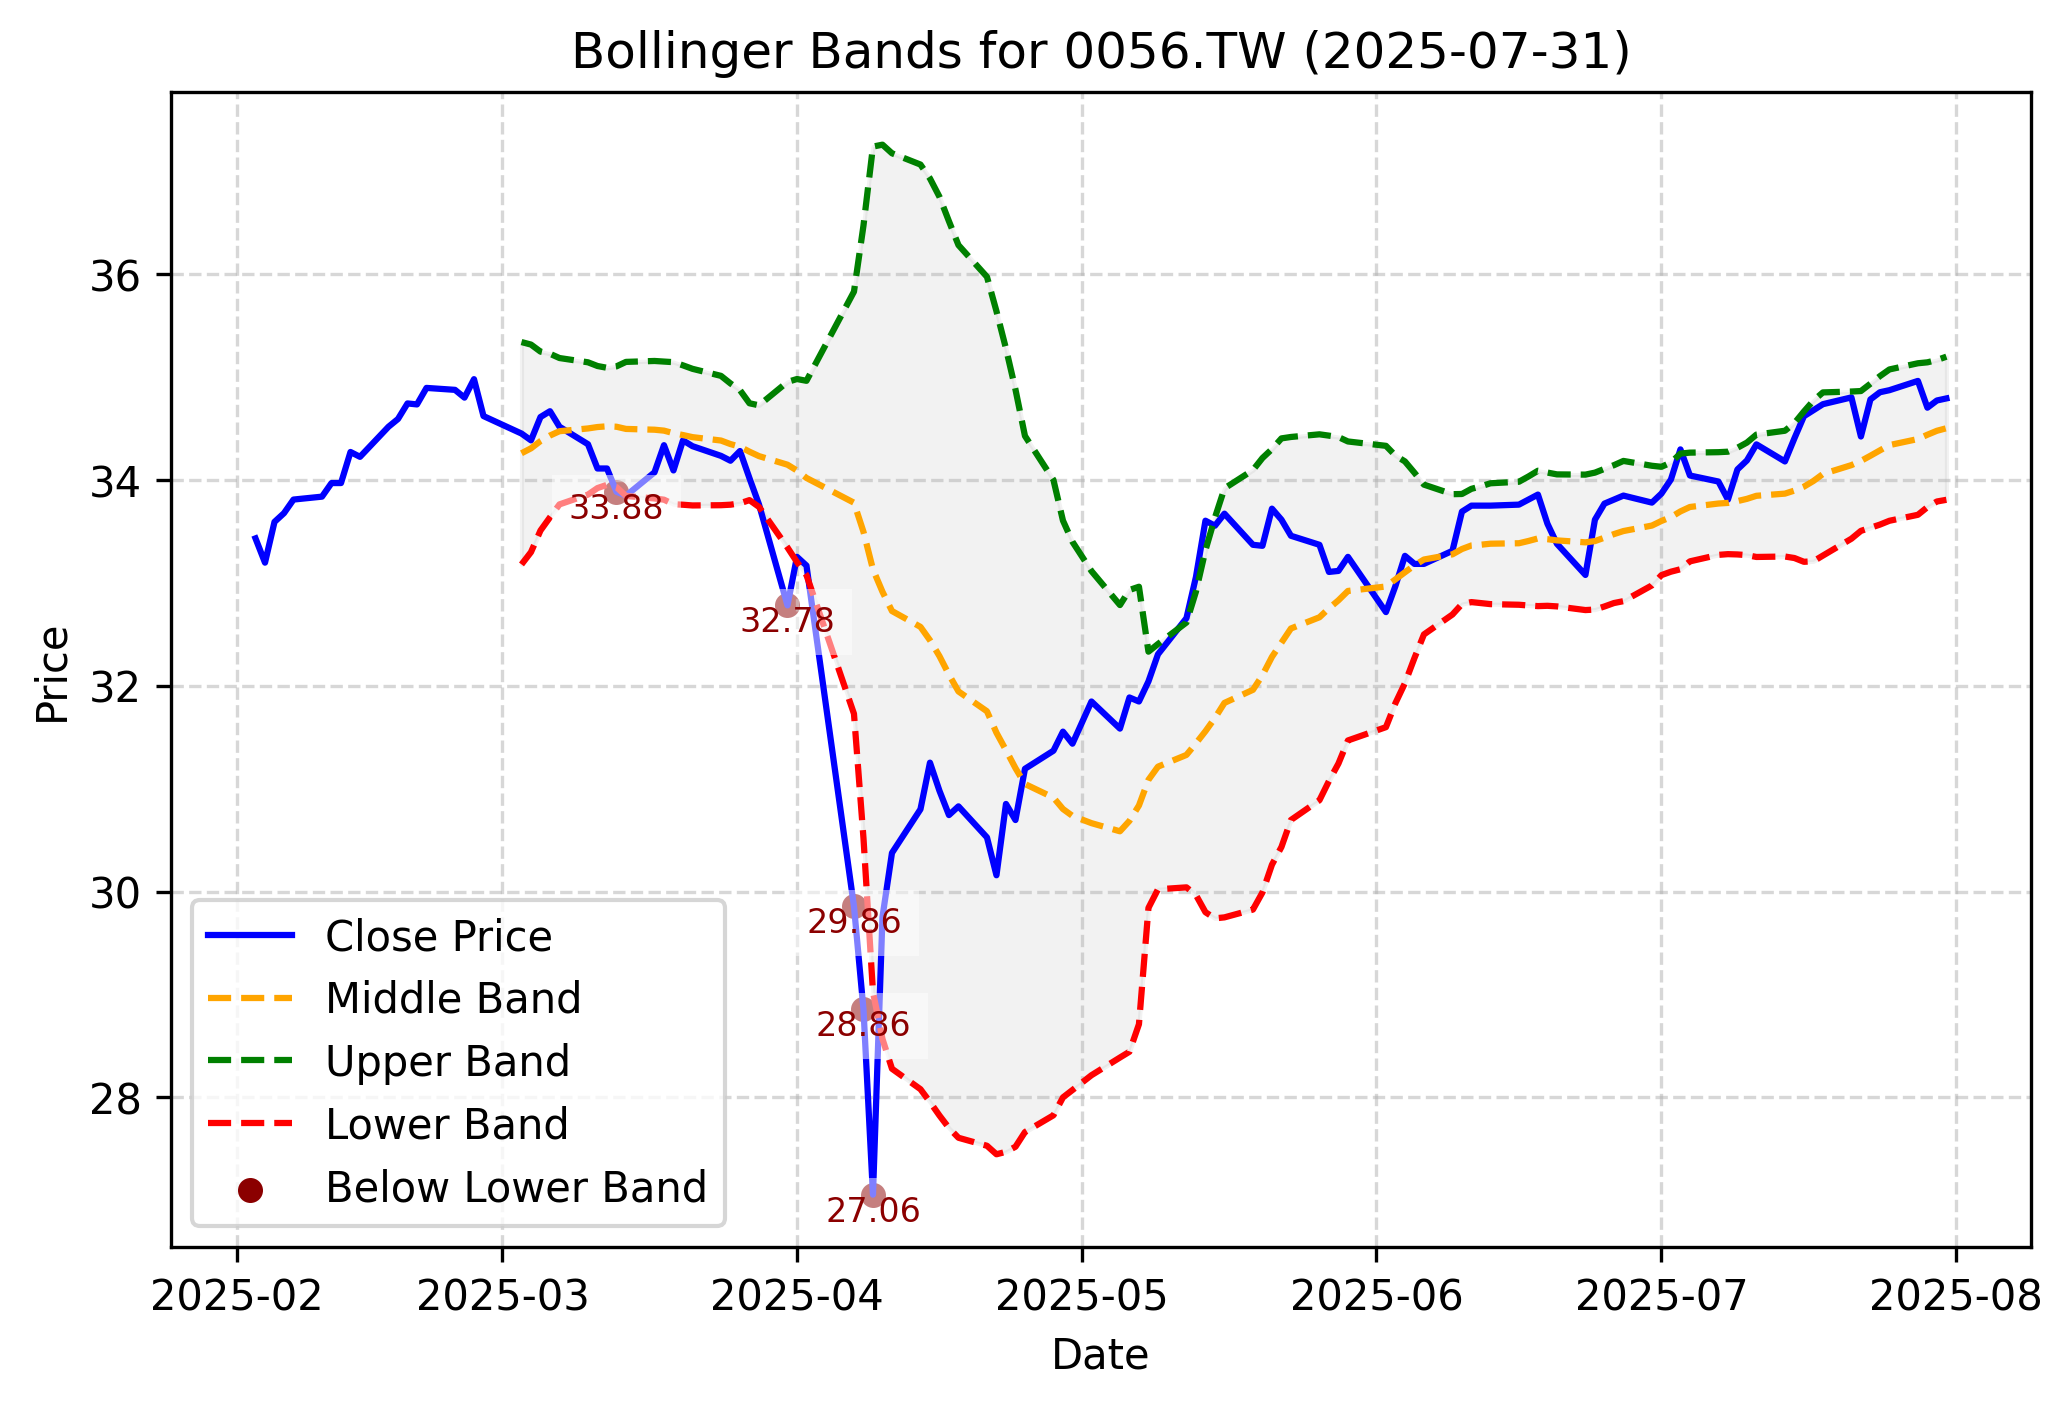 Bollinger Bands for 0056.TW (2025-07-31)
Price
36
34
32
30
28
33.88
32.78
29.86
28.86
27.06
Close Price
Middle Band
Upper Band
Lower Band
Below Lower Band
2025-02 2025-03 2025-04 2025-05 2025-06 2025-07 2025-08
Date